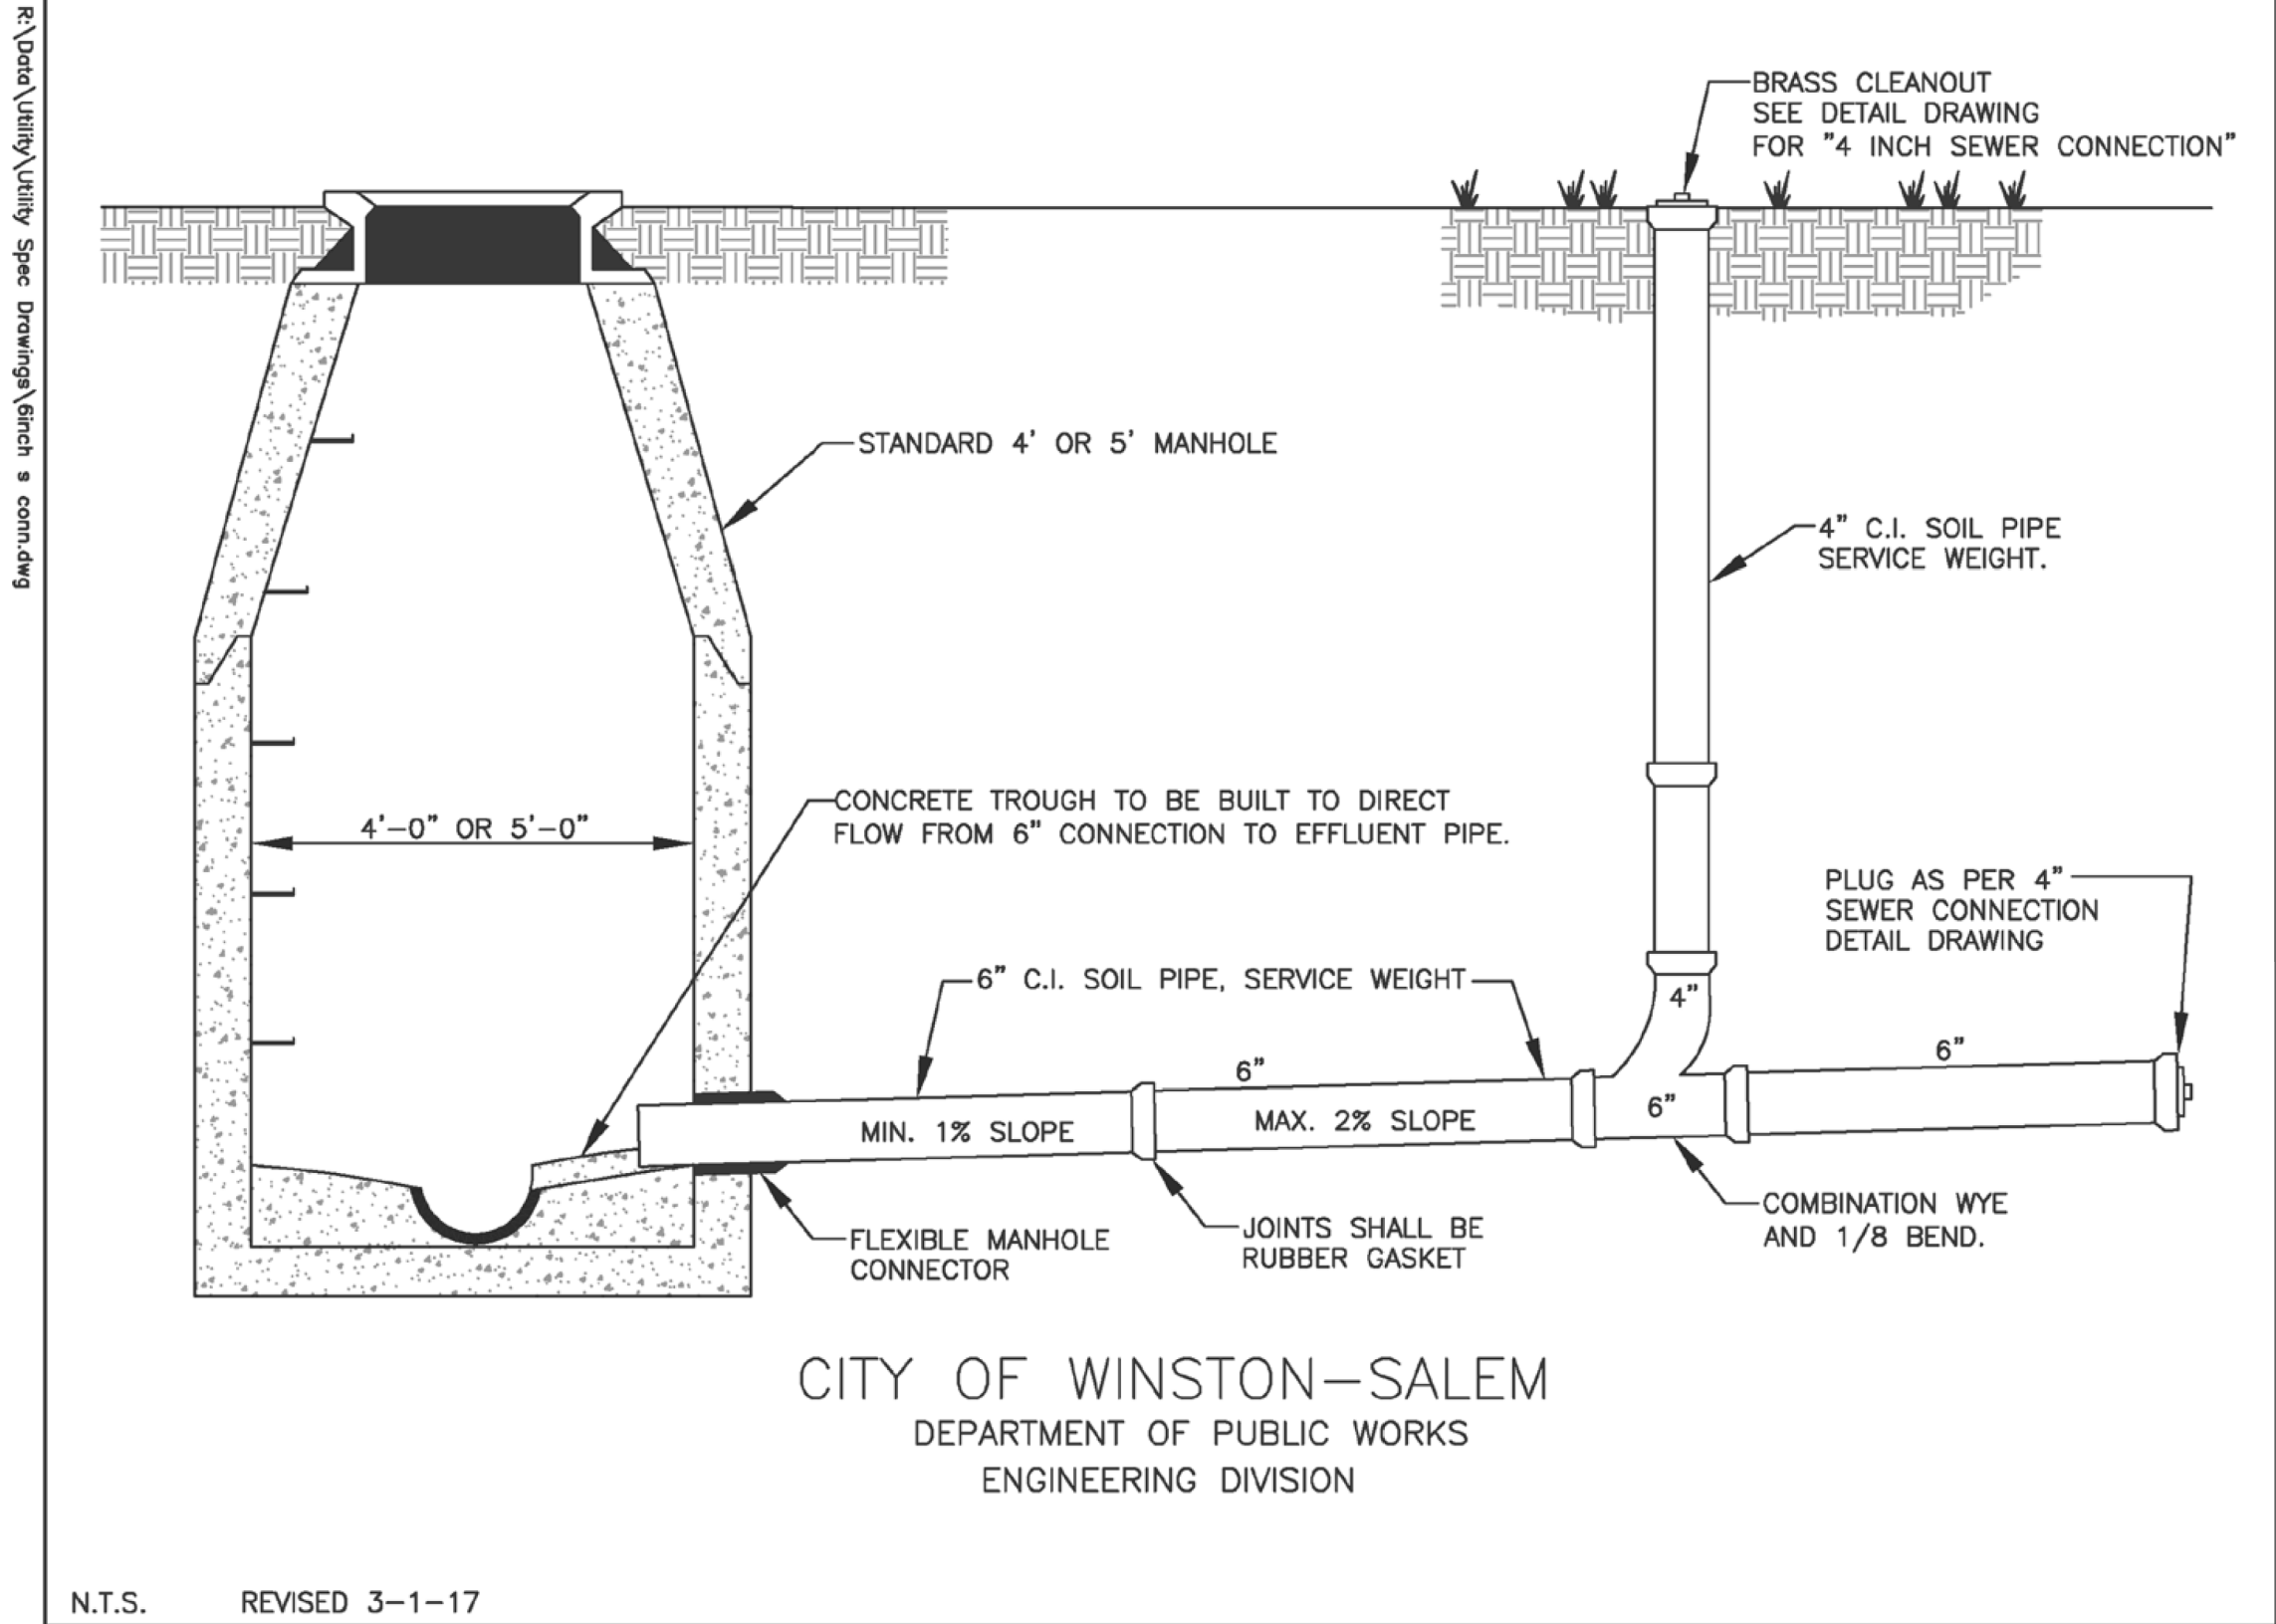 R:\Data\Utility\Utility Spec Drawings\6inch s conn.dwg
BRASS CLEANOUT
SEE DETAIL DRAWING
FOR "4 INCH SEWER CONNECTION"
STANDARD 4' OR 5' MANHOLE
4" C.I. SOIL PIPE
SERVICE WEIGHT.
CONCRETE TROUGH TO BE BUILT TO DIRECT
FLOW FROM 6" CONNECTION TO EFFLUENT PIPE.
4'-0" OR 5'-0"
PLUG AS PER 4"
SEWER CONNECTION
DETAIL DRAWING
6" C.I. SOIL PIPE, SERVICE WEIGHT
4"
6"
6"
6"
MIN. 1% SLOPE
MAX. 2% SLOPE
COMBINATION WYE
AND 1/8 BEND.
FLEXIBLE MANHOLE
CONNECTOR
JOINTS SHALL BE
RUBBER GASKET
CITY OF WINSTON-SALEM
DEPARTMENT OF PUBLIC WORKS
ENGINEERING DIVISION
N.T.S.
REVISED 3-1-17